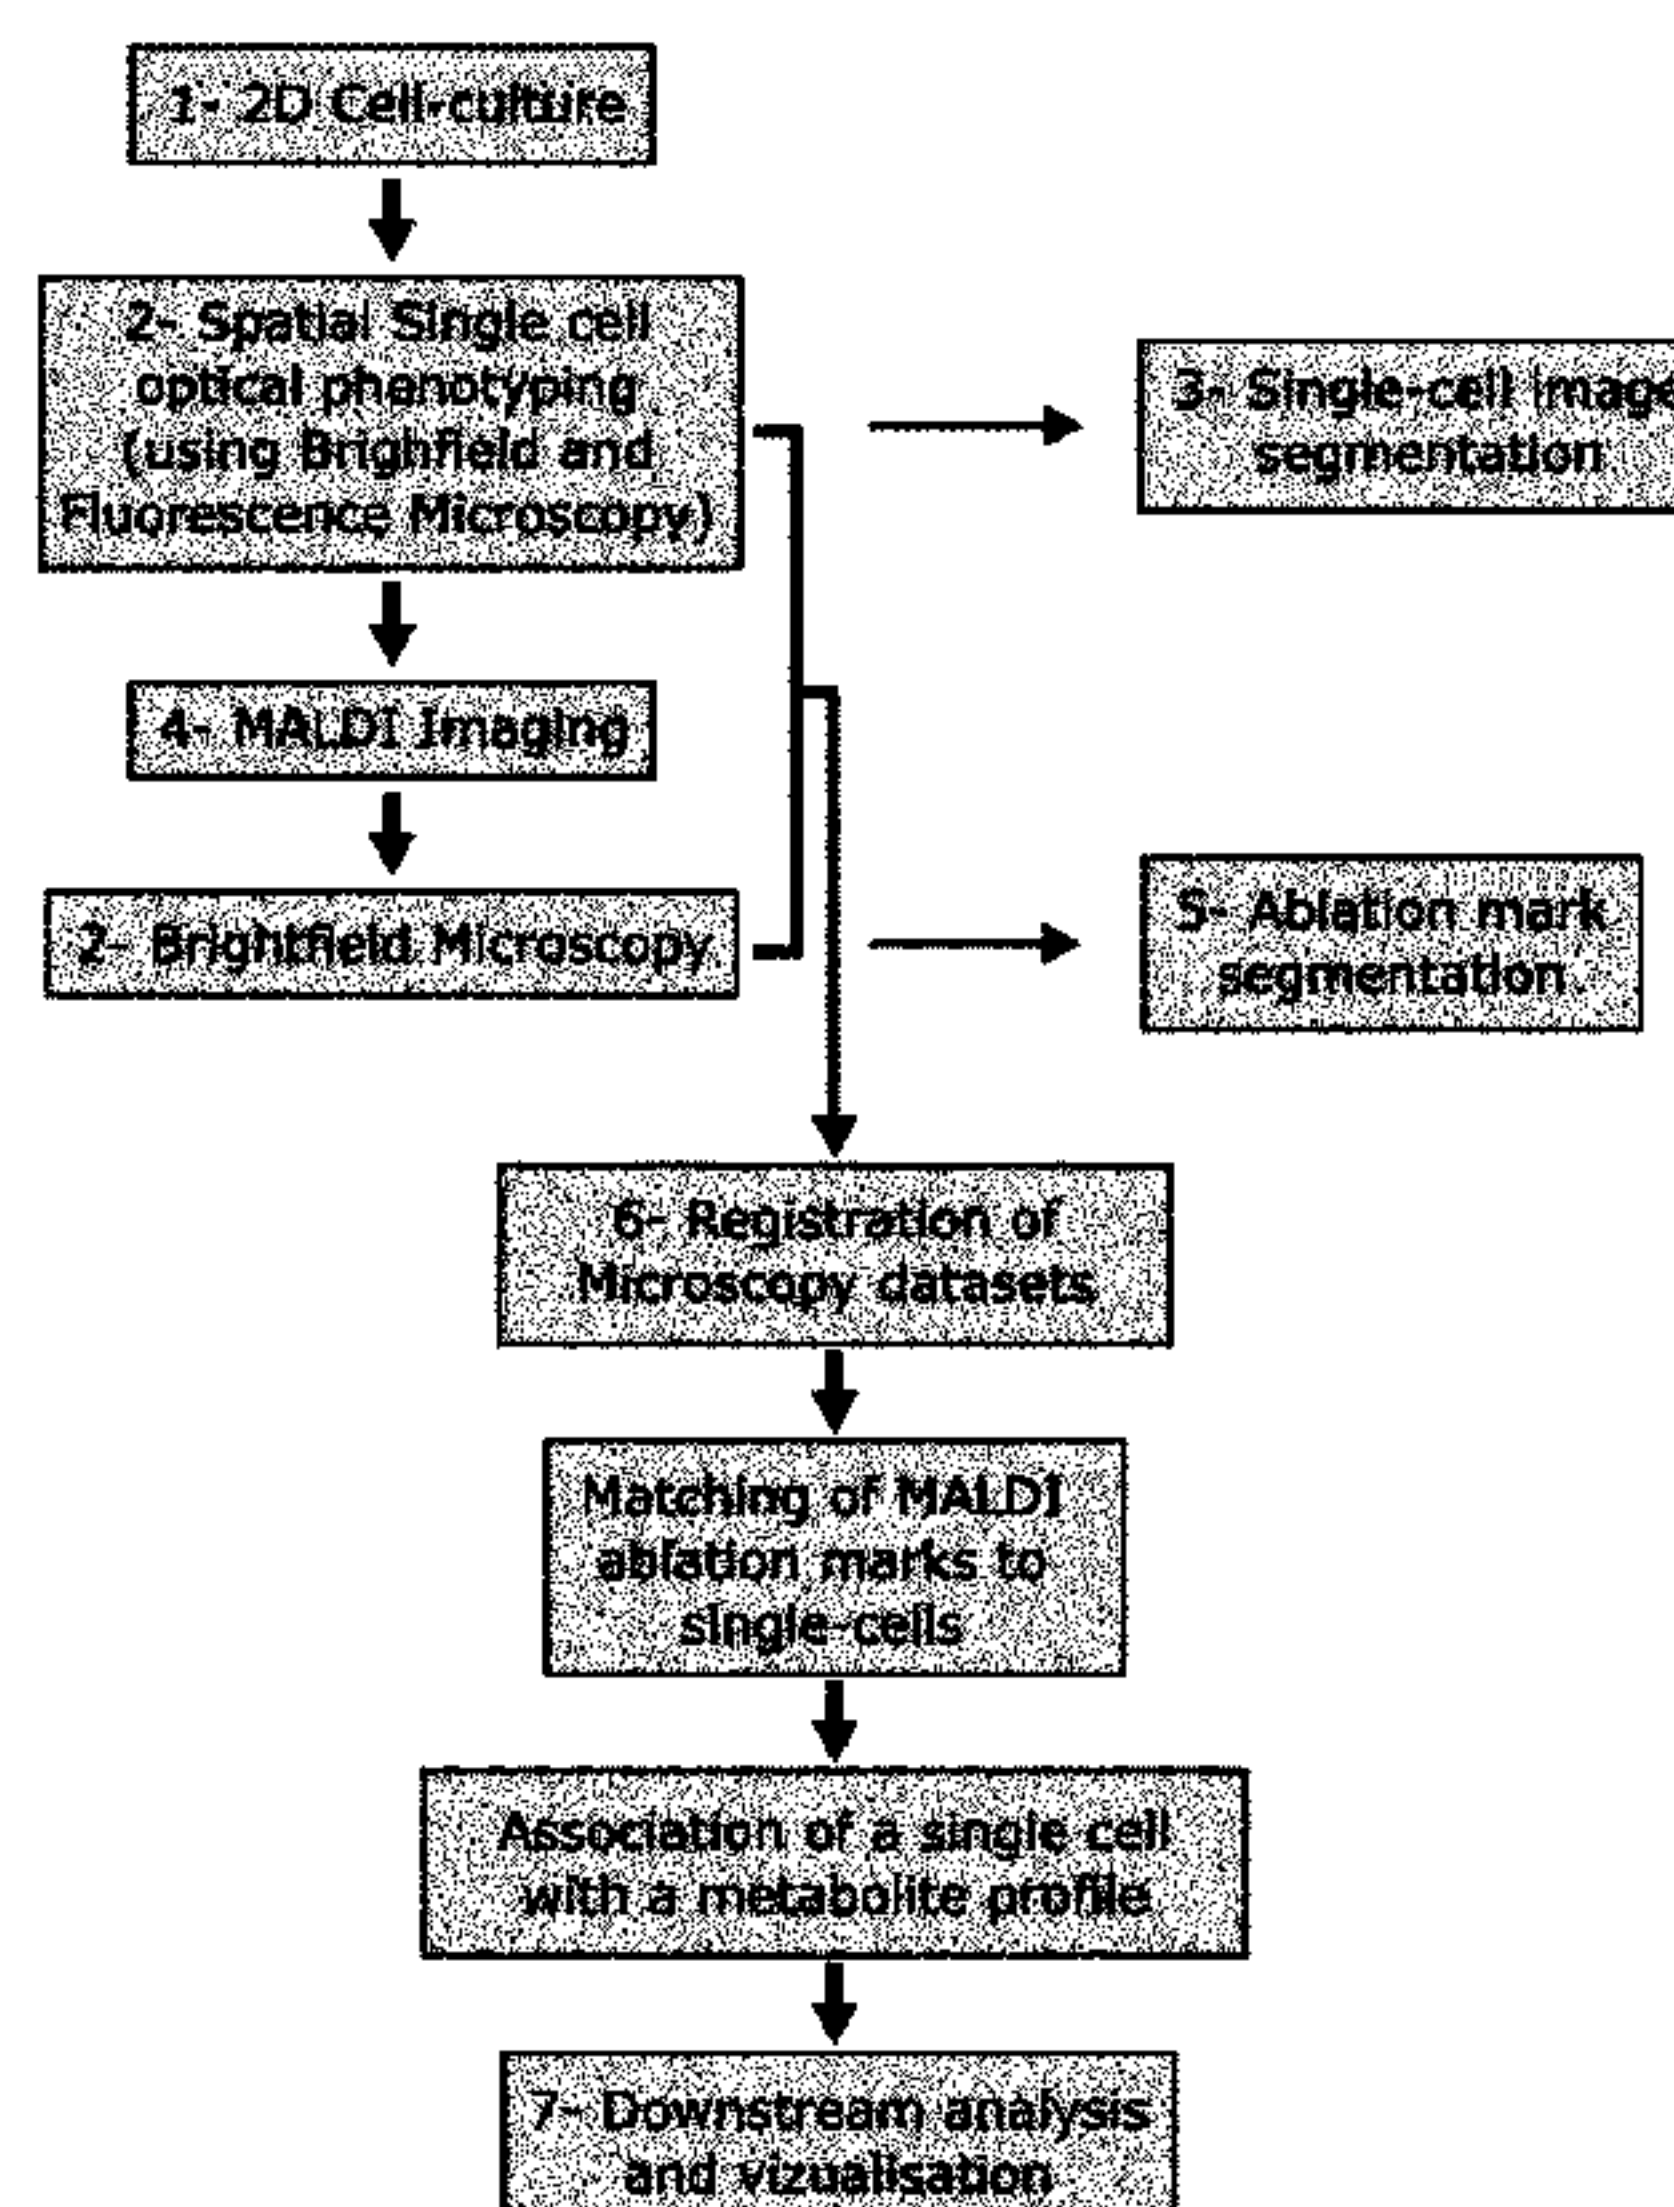 1- 2D Cell-culture
2- Spatial Single cell
optical phenotyping
(using Brighfield and
Fluorescence Microscopy)
3- Single-cell image
segmentation
4- MALDI Imaging
2- Brightfield Microscopy
5- Ablation mark
segmentation
6- Registration of
Microscopy datasets
Matching of MALDI
ablation marks to
single-cells
Association of a single cell
with a metabolite profile
7- Downstream analysis
and vizualisation